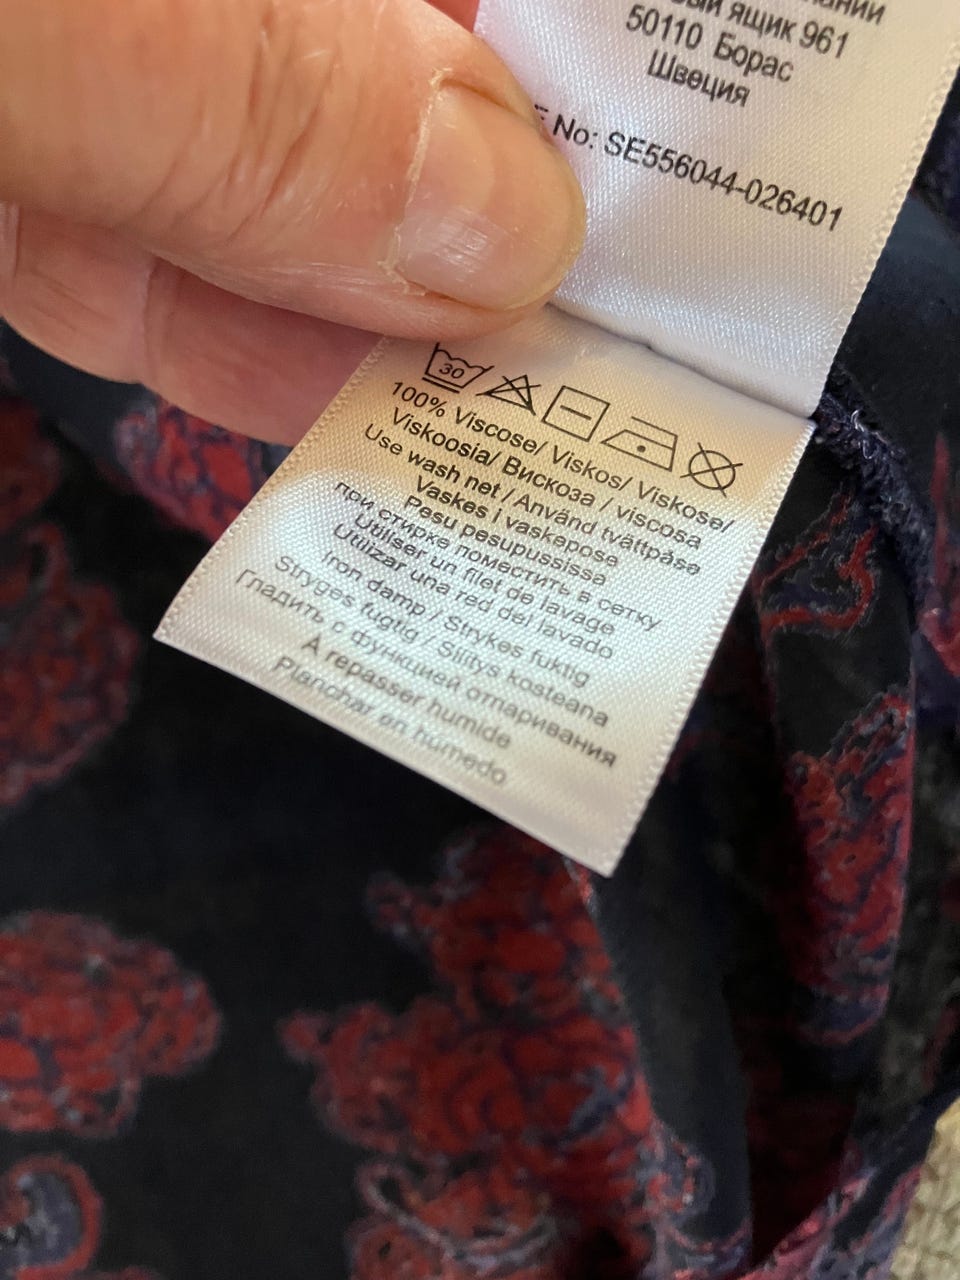 ящик 961
50110 Борас
Швеция
No: SE556044-026401
30
100% Viscose/ Viskos/ Viskose/
Viskoosia/ Вискоза / viscosa
Use wash net / Använd tvättpåse
Vaskes i vaskepose
Pesu pesupussissa
при стирке поместить в сетку
Utiliser un filet de lavage
Utilizar una red del lavado
Iron damp / Strykes fuktig
Stryges fugtig / Silitys kosteana
Гладить с функцией отпаривания
A repasser humide
Planchar en húmedo